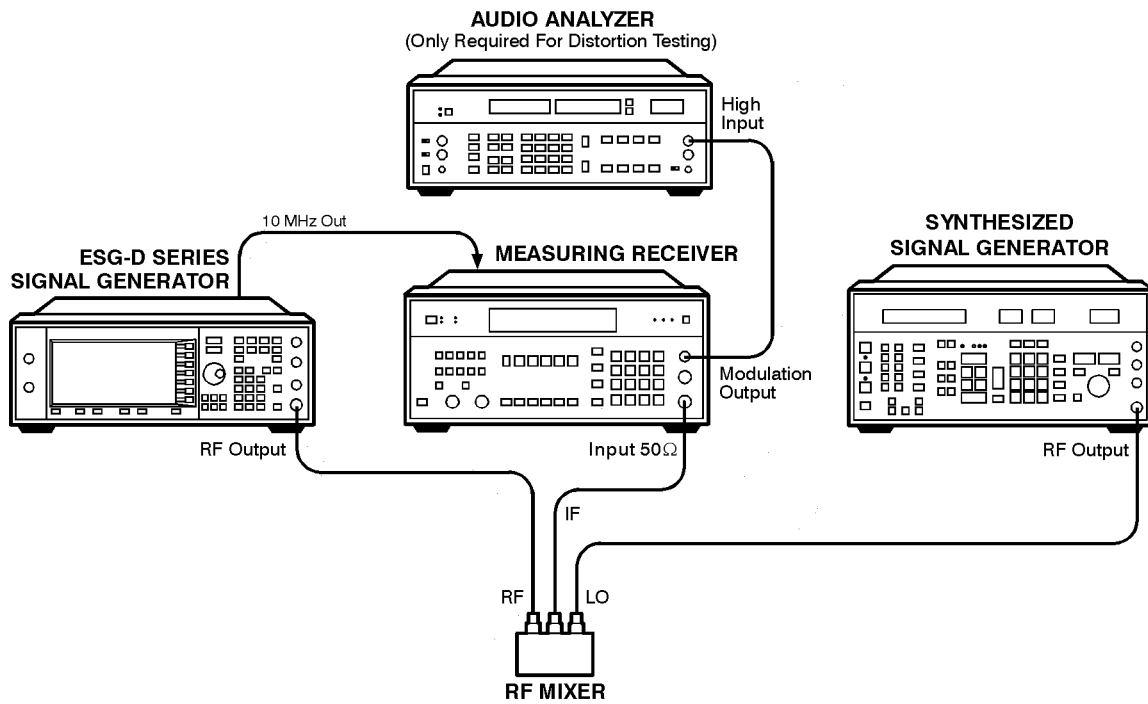 AUDIO ANALYZER
(Only Required For Distortion Testing)
High
Input
10 MHz Out
ESG-D SERIES
SIGNAL GENERATOR
MEASURING RECEIVER
SYNTHESIZED
SIGNAL GENERATOR
Modulation
Output
RF Output
Input 50Ω
RF Output
IF
RF
LO
RF MIXER